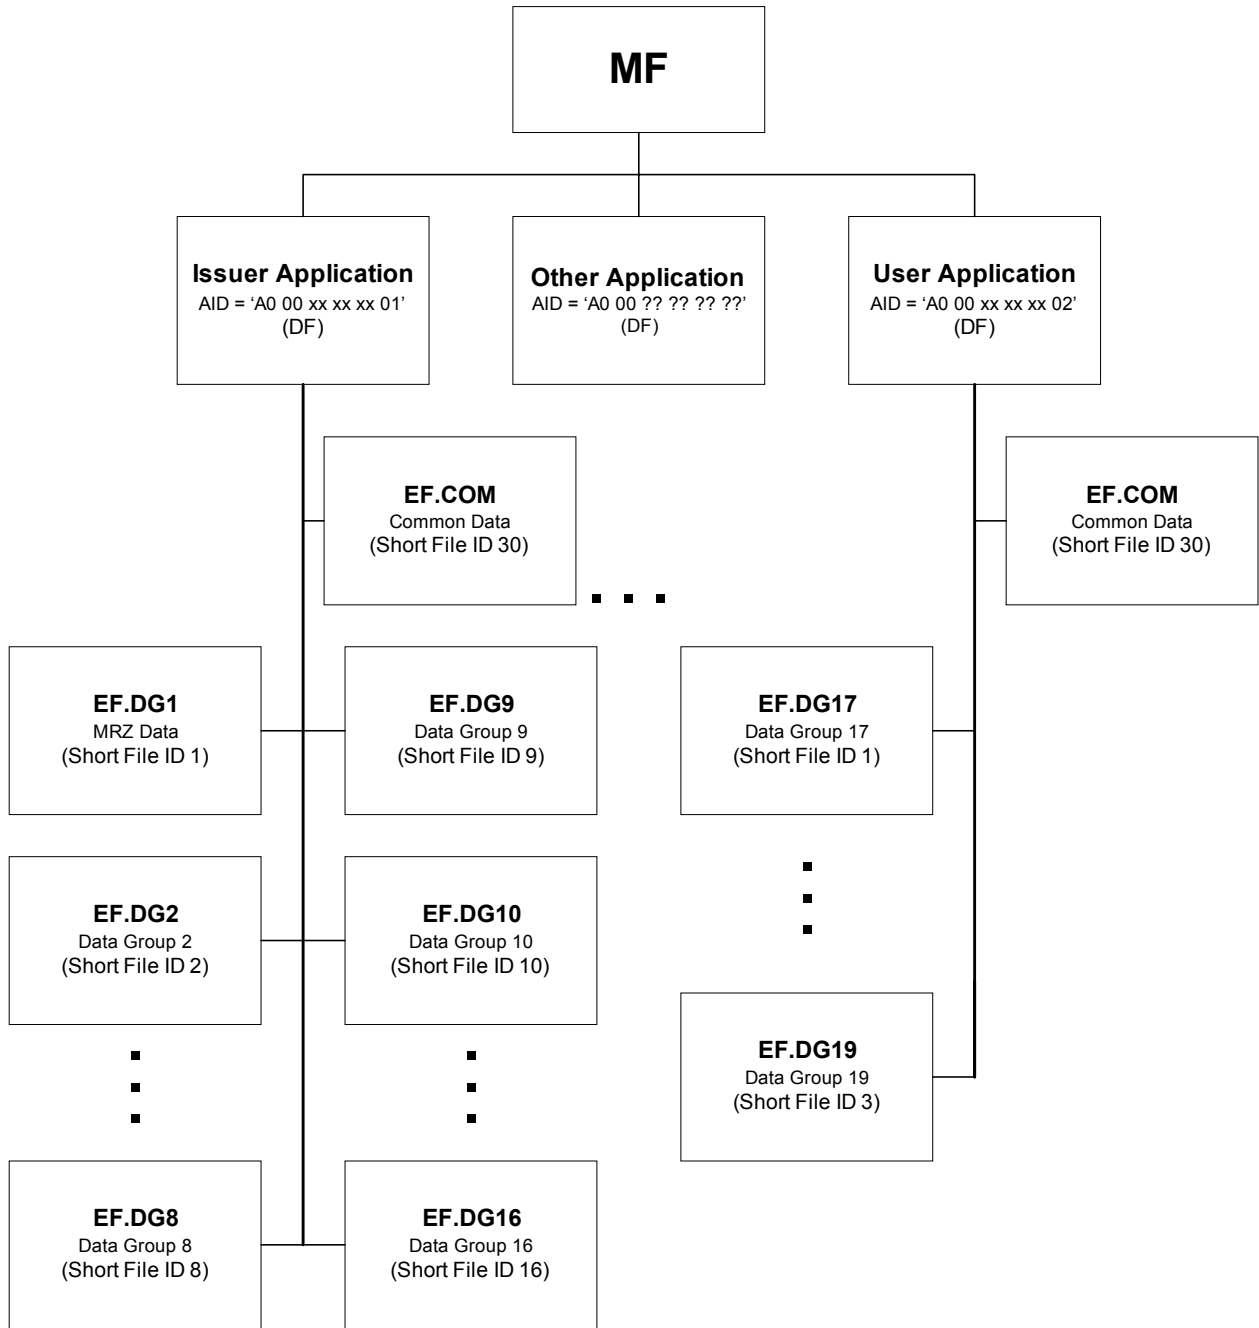 MF
Issuer Application
AID = ‘A0 00 xx xx xx 01’
(DF)
Other Application
AID = ‘A0 00 ?? ?? ?? ??’
(DF)
User Application
AID = ‘A0 00 xx xx xx 02’
(DF)
EF.COM
Common Data
(Short File ID 30)
EF.COM
Common Data
(Short File ID 30)
EF.DG1
MRZ Data
(Short File ID 1)
EF.DG9
Data Group 9
(Short File ID 9)
EF.DG17
Data Group 17
(Short File ID 1)
EF.DG2
Data Group 2
(Short File ID 2)
EF.DG10
Data Group 10
(Short File ID 10)
EF.DG19
Data Group 19
(Short File ID 3)
EF.DG8
Data Group 8
(Short File ID 8)
EF.DG16
Data Group 16
(Short File ID 16)